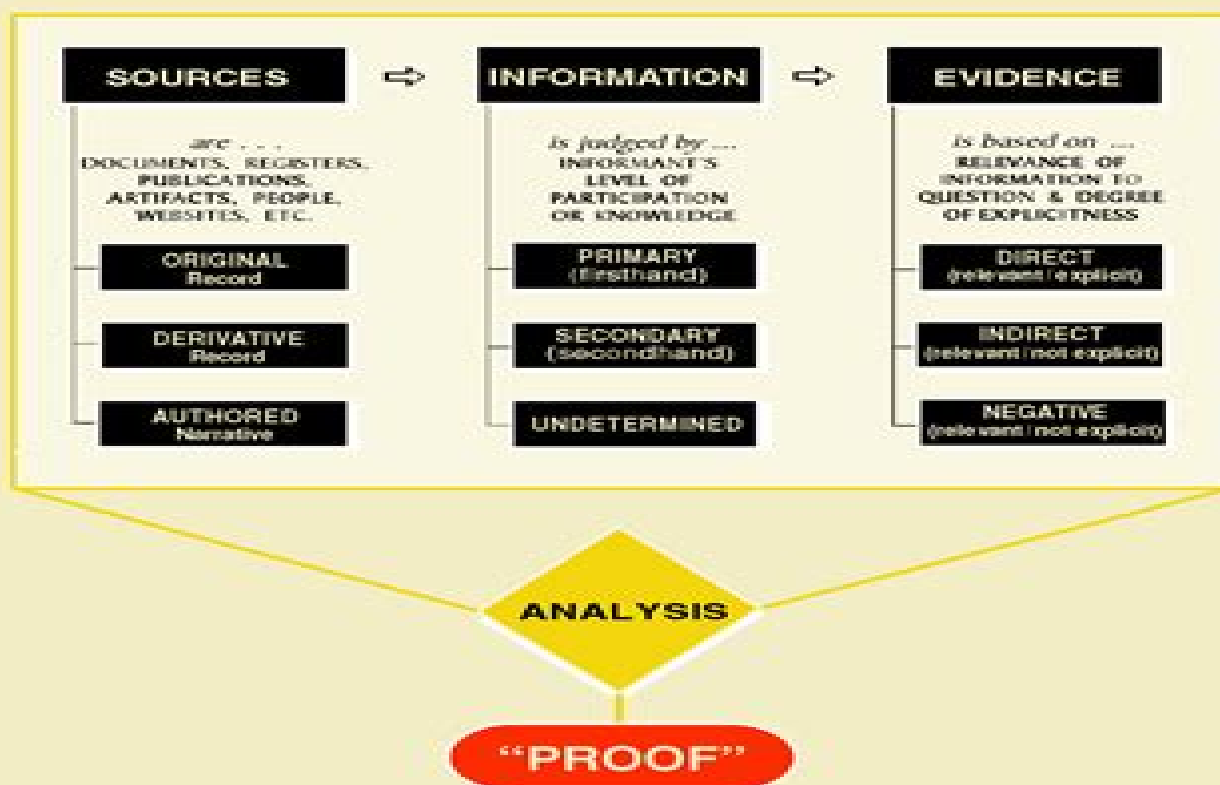 SOURCES
are . . .
DOCUMENTS, REGISTERS,
PUBLICATIONS,
ARTIFACTS, PEOPLE,
WEBSITES, ETC.
ORIGINAL
Record
DERIVATIVE
Record
AUTHORED
Narrative
INFORMATION
is judged by ...
INFORMANT'S
LEVEL OF
PARTICIPATION
OR KNOWLEDGE
PRIMARY
(firsthand)
SECONDARY
(secondhand)
UNDETERMINED
EVIDENCE
is based on ...
RELEVANCE OF
INFORMATION TO
QUESTION & DEGREE
OF EXPLICITNESS
DIRECT
(relevant/explicit)
INDIRECT
(relevant/not explicit)
NEGATIVE
(relevant/not explicit)
ANALYSIS
“PROOF”